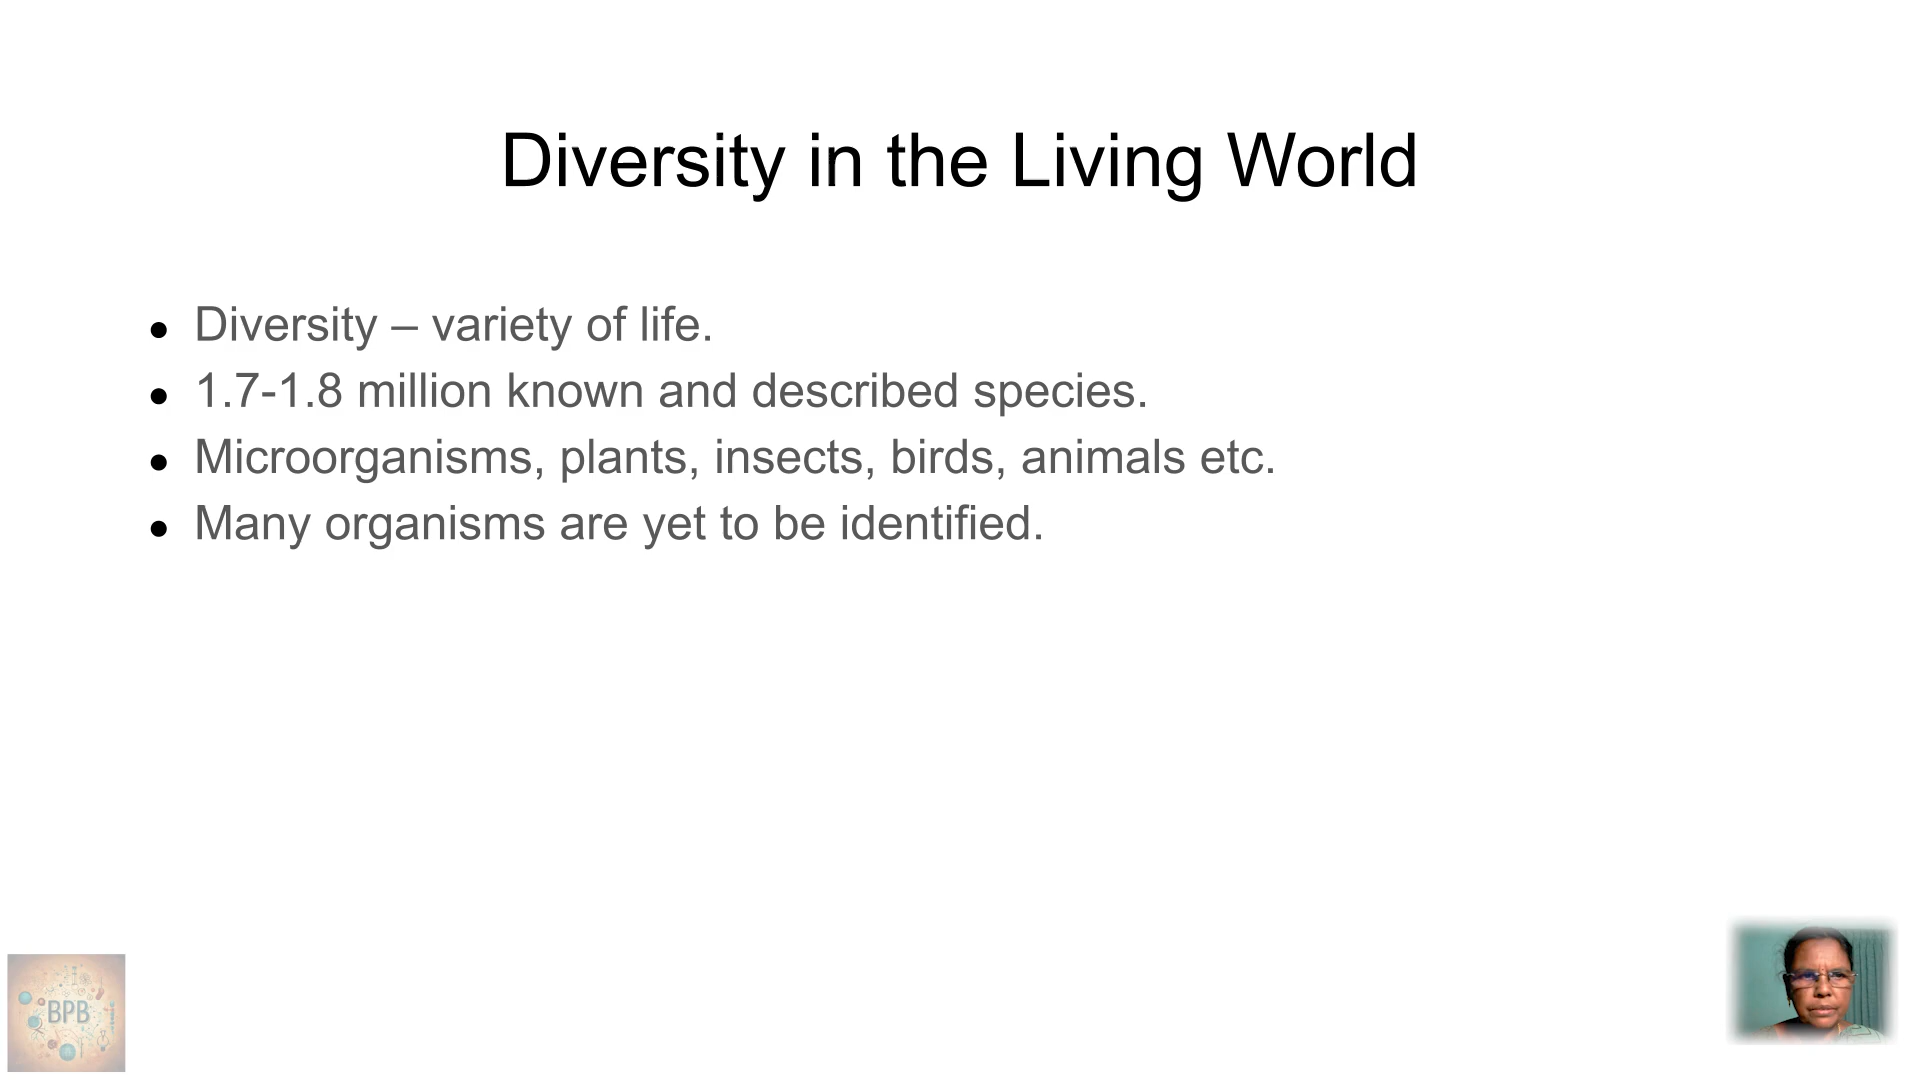 Diversity in the Living World
● Diversity – variety of life.
● 1.7-1.8 million known and described species.
● Microorganisms, plants, insects, birds, animals etc.
● Many organisms are yet to be identified.
BPB